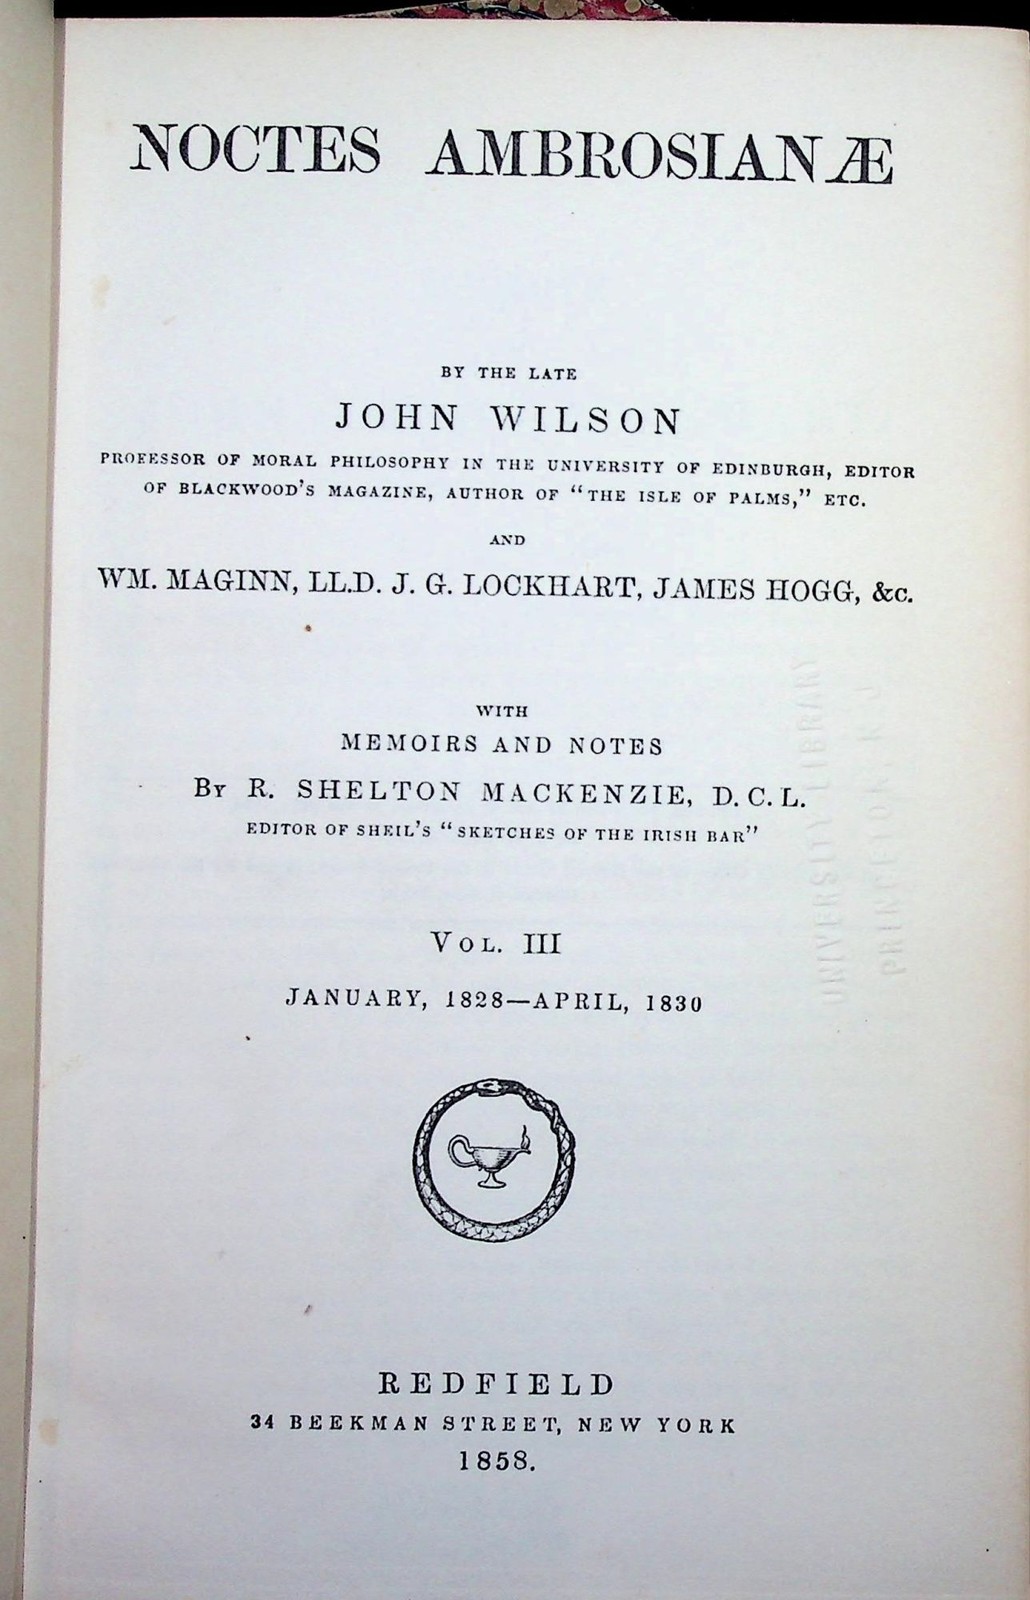 NOCTES AMBROSIANÆ
BY THE LATE
JOHN WILSON
PROFESSOR OF MORAL PHILOSOPHY IN THE UNIVERSITY OF EDINBURGH, EDITOR
OF BLACKWOOD'S MAGAZINE, AUTHOR OF "THE ISLE OF PALMS," ETC.
AND
WM. MAGINN, LL.D. J. G. LOCKHART, JAMES HOGG, &c.
WITH
MEMOIRS AND NOTES
By R. SHELTON MACKENZIE, D.C.L.
EDITOR OF SHEIL'S "SKETCHES OF THE IRISH BAR"
UNIVERSITY LIBRARY
PRINCETON, N J
VOL. III
JANUARY, 1828—APRIL, 1830
REDFIELD
34 BEEKMAN STREET, NEW YORK
1858.